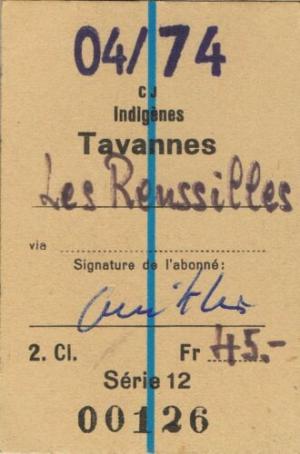 04/74
CJ
Indigènes
Tavannes
Les Reussilles
via
Signature de l'abonné:
2. Cl. Fr 45.-
Série 12
00126